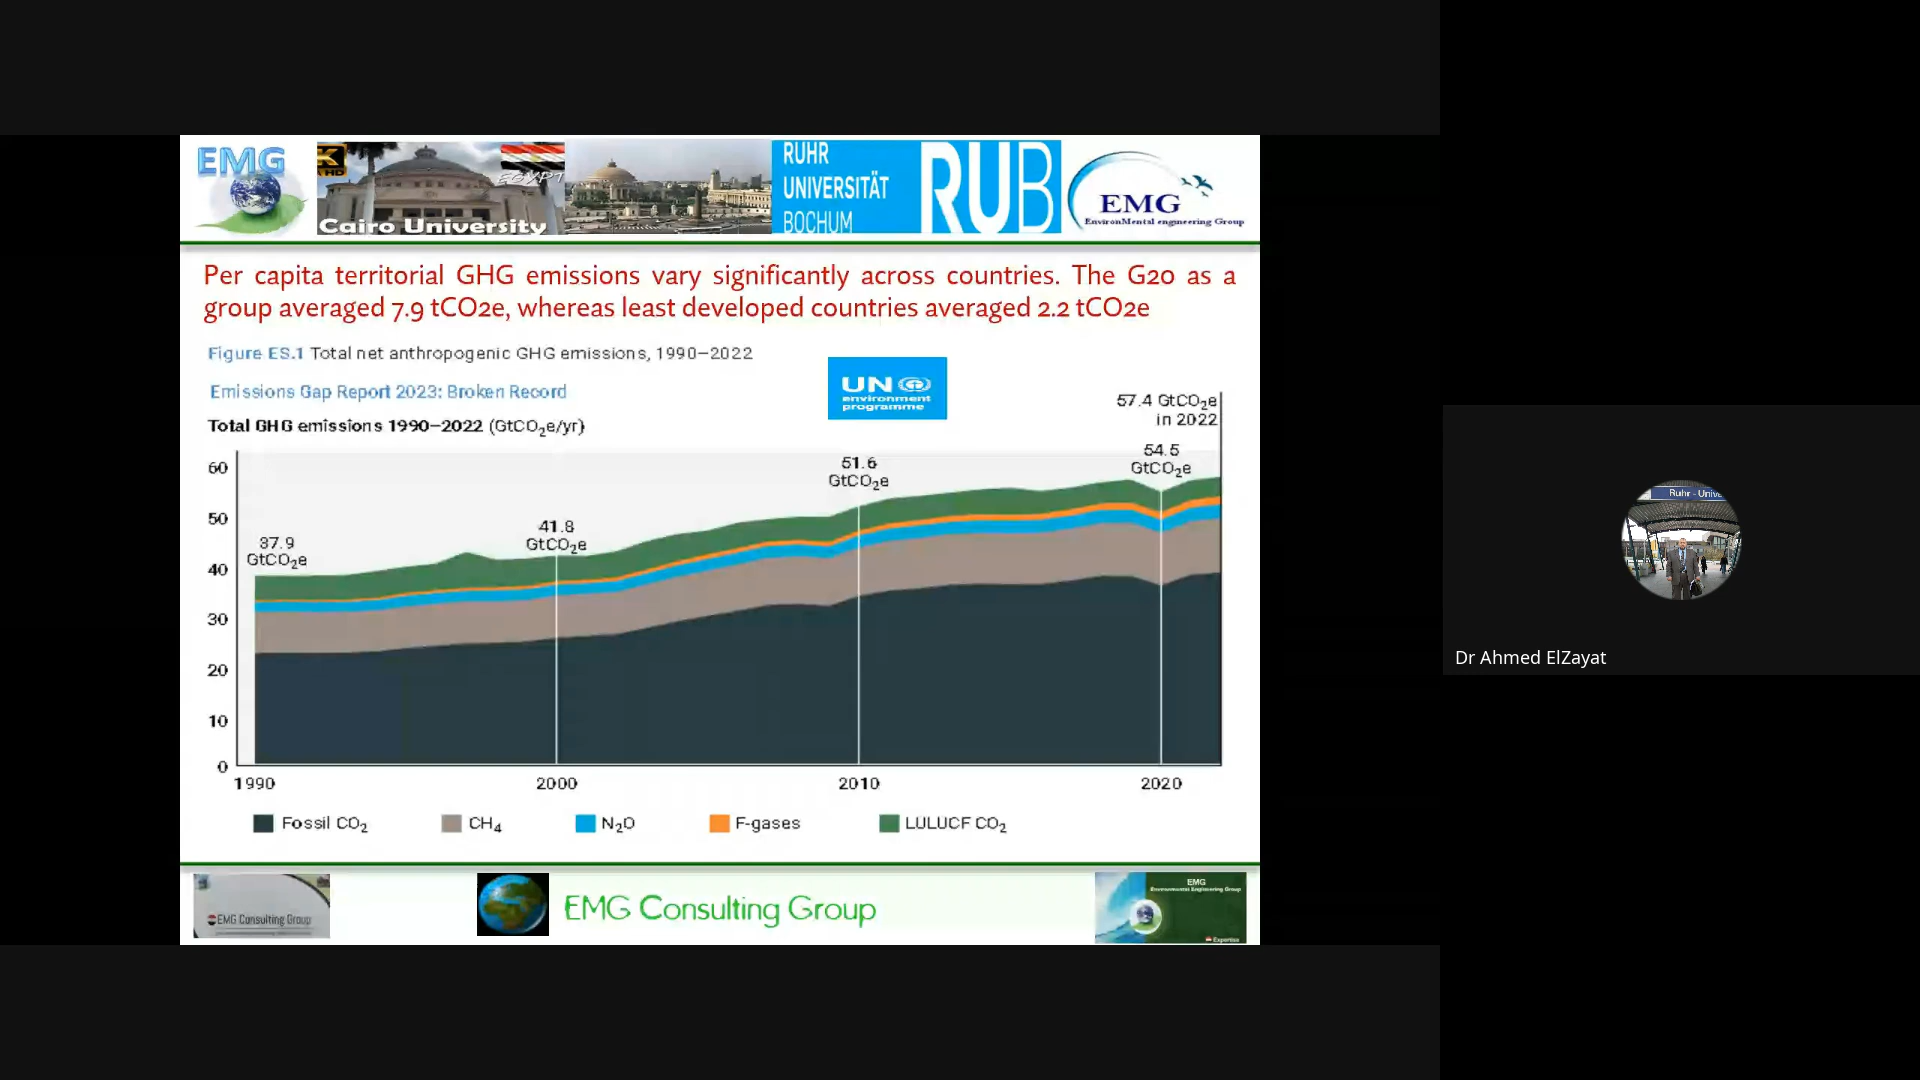 EMG
K
HD
EGYPT
Cairo University
RUHR
UNIVERSITÄT
BOCHUM
RUB
EMG
EnvironMental engineering Group
Per capita territorial GHG emissions vary significantly across countries. The G20 as a
group averaged 7.9 tCO2e, whereas least developed countries averaged 2.2 tCO2e
Figure ES.1 Total net anthropogenic GHG emissions, 1990–2022
Emissions Gap Report 2023: Broken Record
UN
environment
programme
Total GHG emissions 1990–2022 (GtCO₂e/yr)
57.4 GtCO₂e
in 2022
54.5
GtCO₂e
51.6
GtCO₂e
41.8
GtCO₂e
37.9
GtCO₂e
60
50
40
30
20
10
0
1990 2000 2010 2020
Fossil CO₂ CH₄ N₂O F-gases LULUCF CO₂
EMG Consulting Group
EMG Consulting Group
EMG
Environmental Engineering Group
Expertise
Ruhr - Unive
Dr Ahmed ElZayat